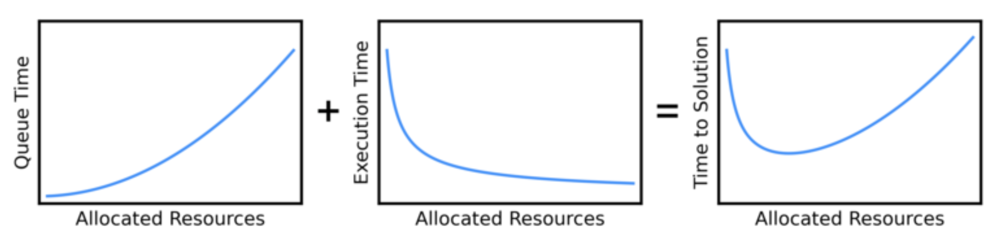 Queue Time
Allocated Resources
+
Execution Time
Allocated Resources
=
Time to Solution
Allocated Resources